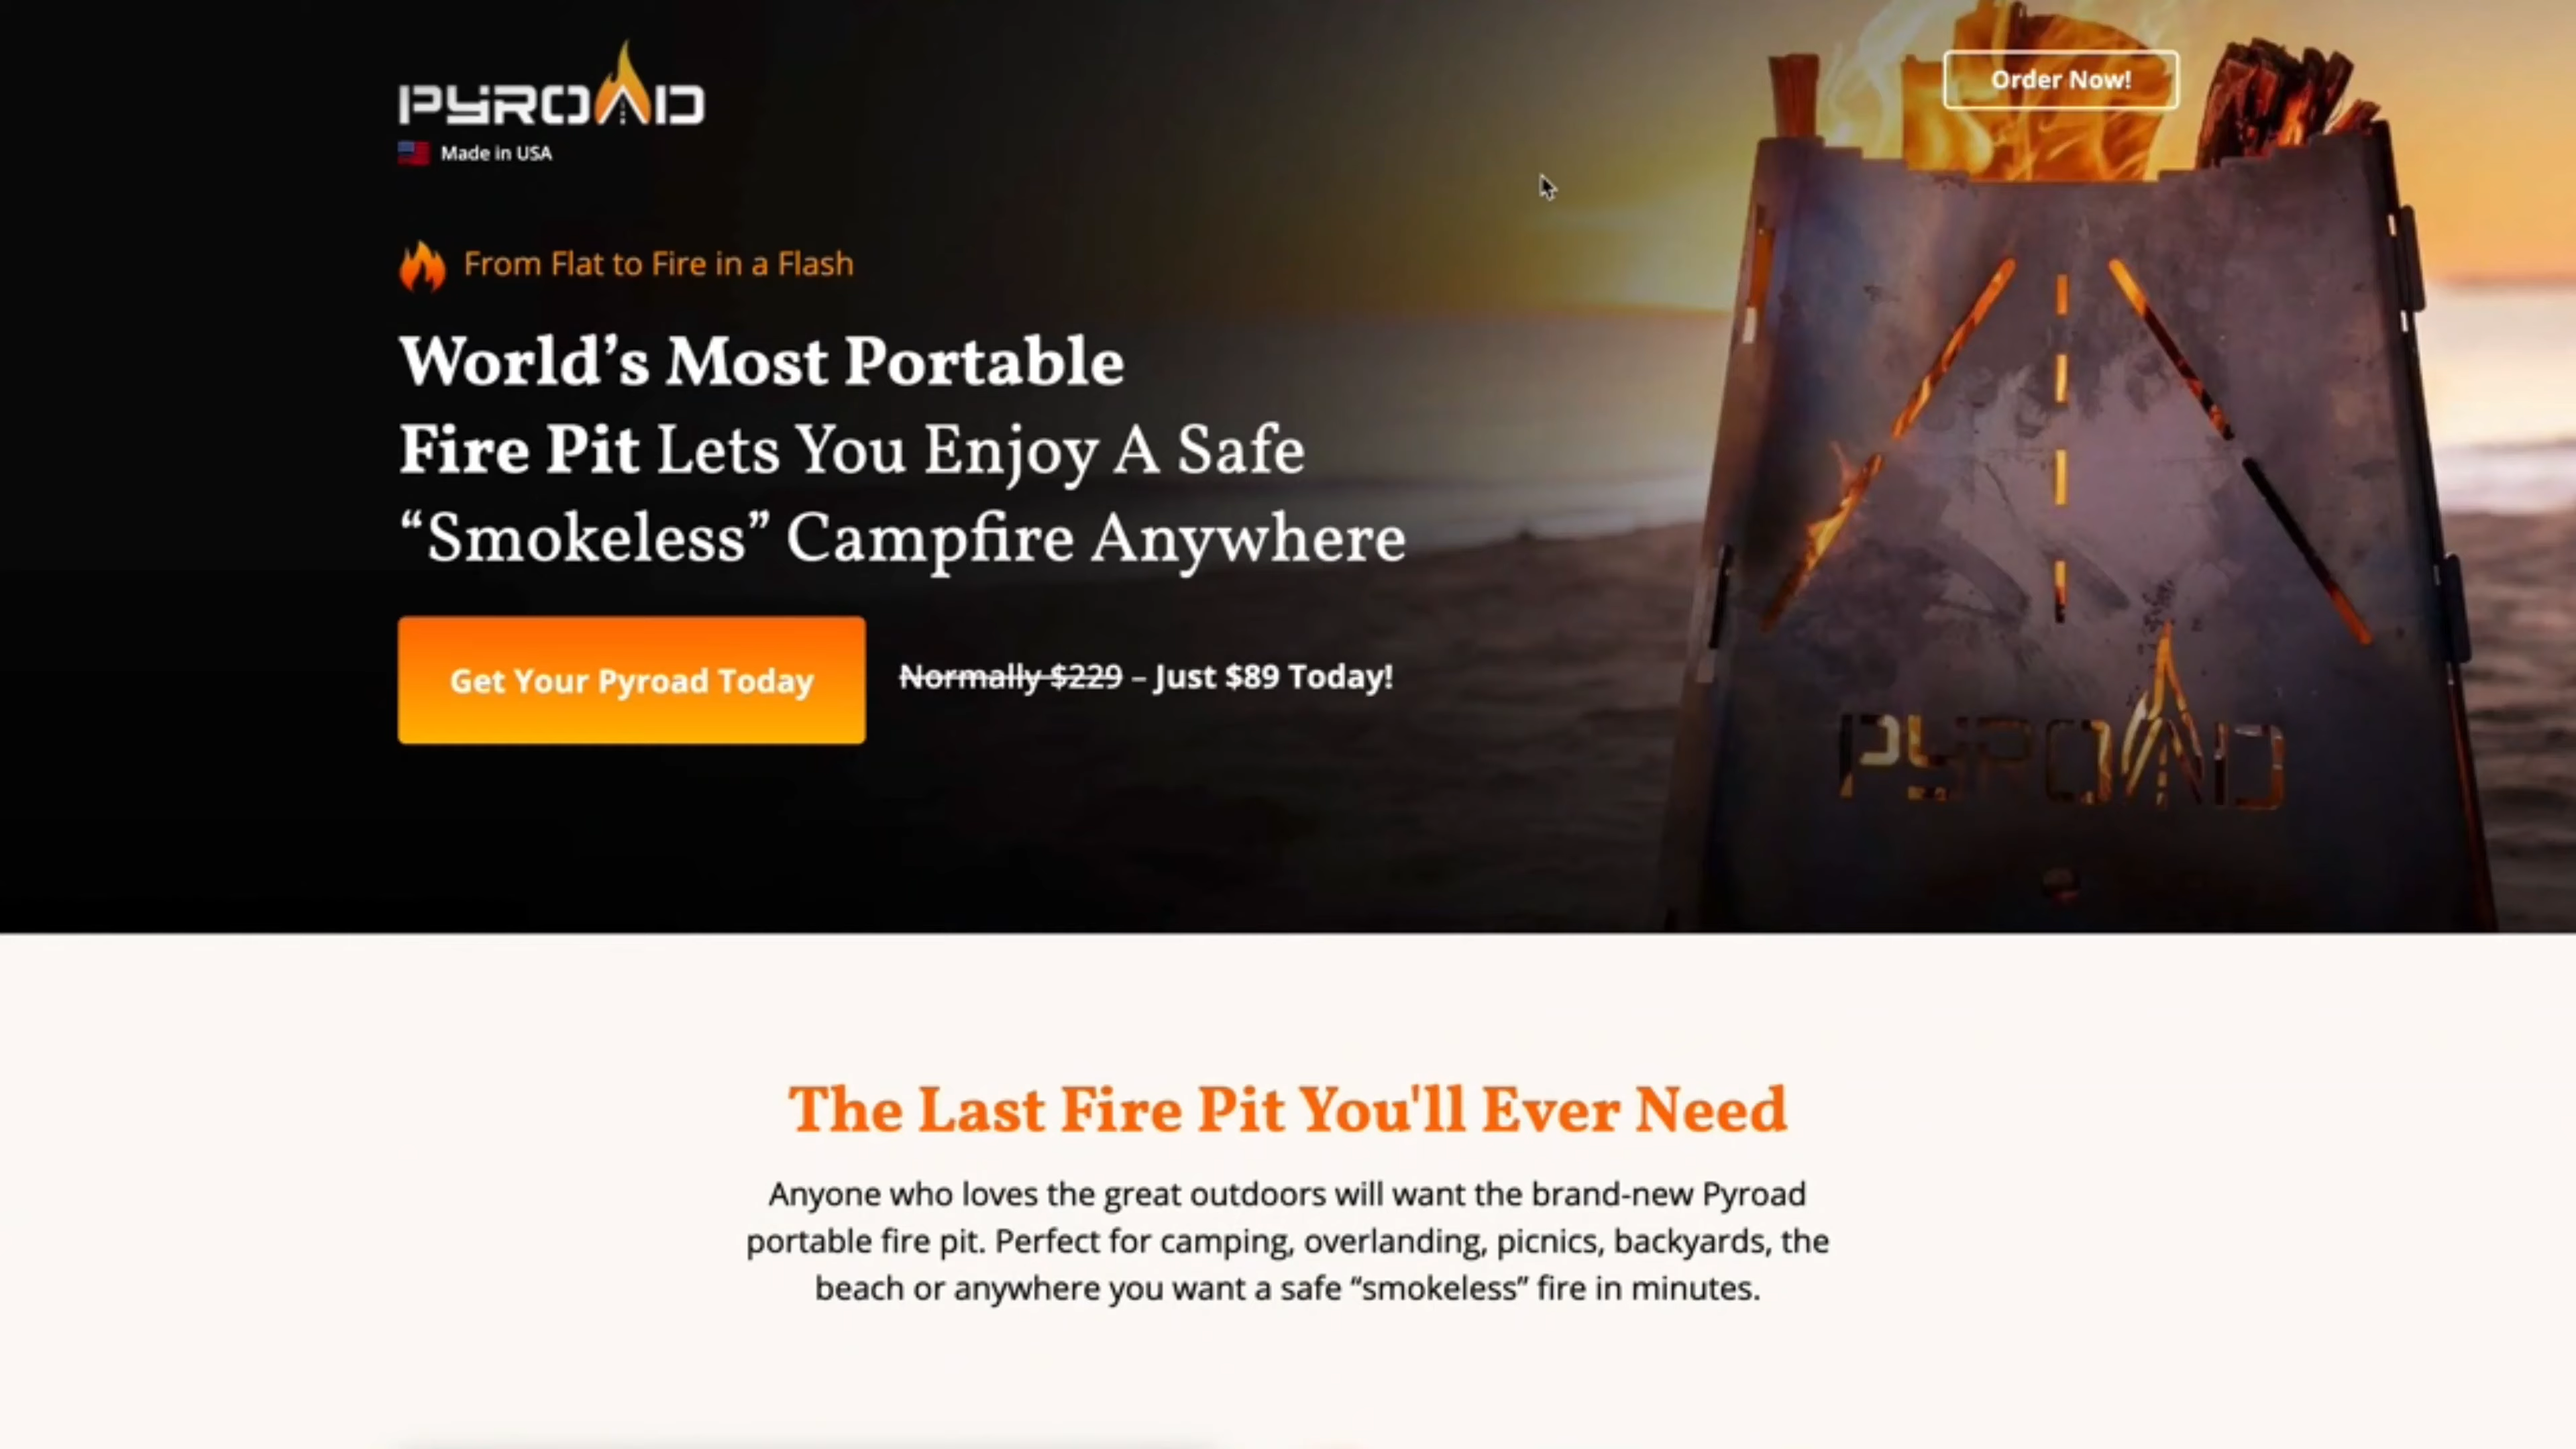 PYROAD
Made in USA
Order Now!
From Flat to Fire in a Flash
World’s Most Portable
Fire Pit Lets You Enjoy A Safe
“Smokeless” Campfire Anywhere
Get Your Pyroad Today
Normally $229 – Just $89 Today!
PYROAD
The Last Fire Pit You'll Ever Need
Anyone who loves the great outdoors will want the brand-new Pyroad
portable fire pit. Perfect for camping, overlanding, picnics, backyards, the
beach or anywhere you want a safe “smokeless” fire in minutes.